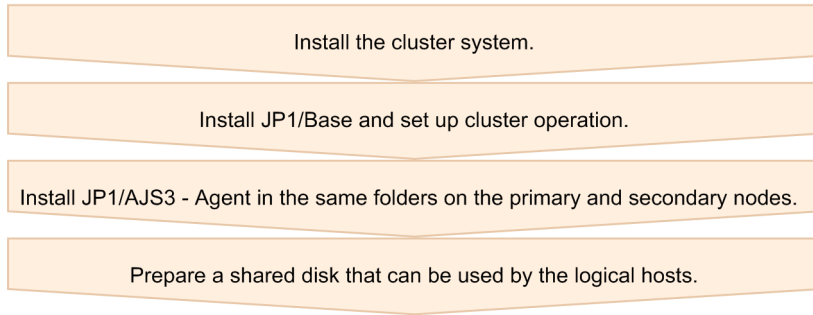 Install the cluster system.
Install JP1/Base and set up cluster operation.
Install JP1/AJS3 - Agent in the same folders on the primary and secondary nodes.
Prepare a shared disk that can be used by the logical hosts.